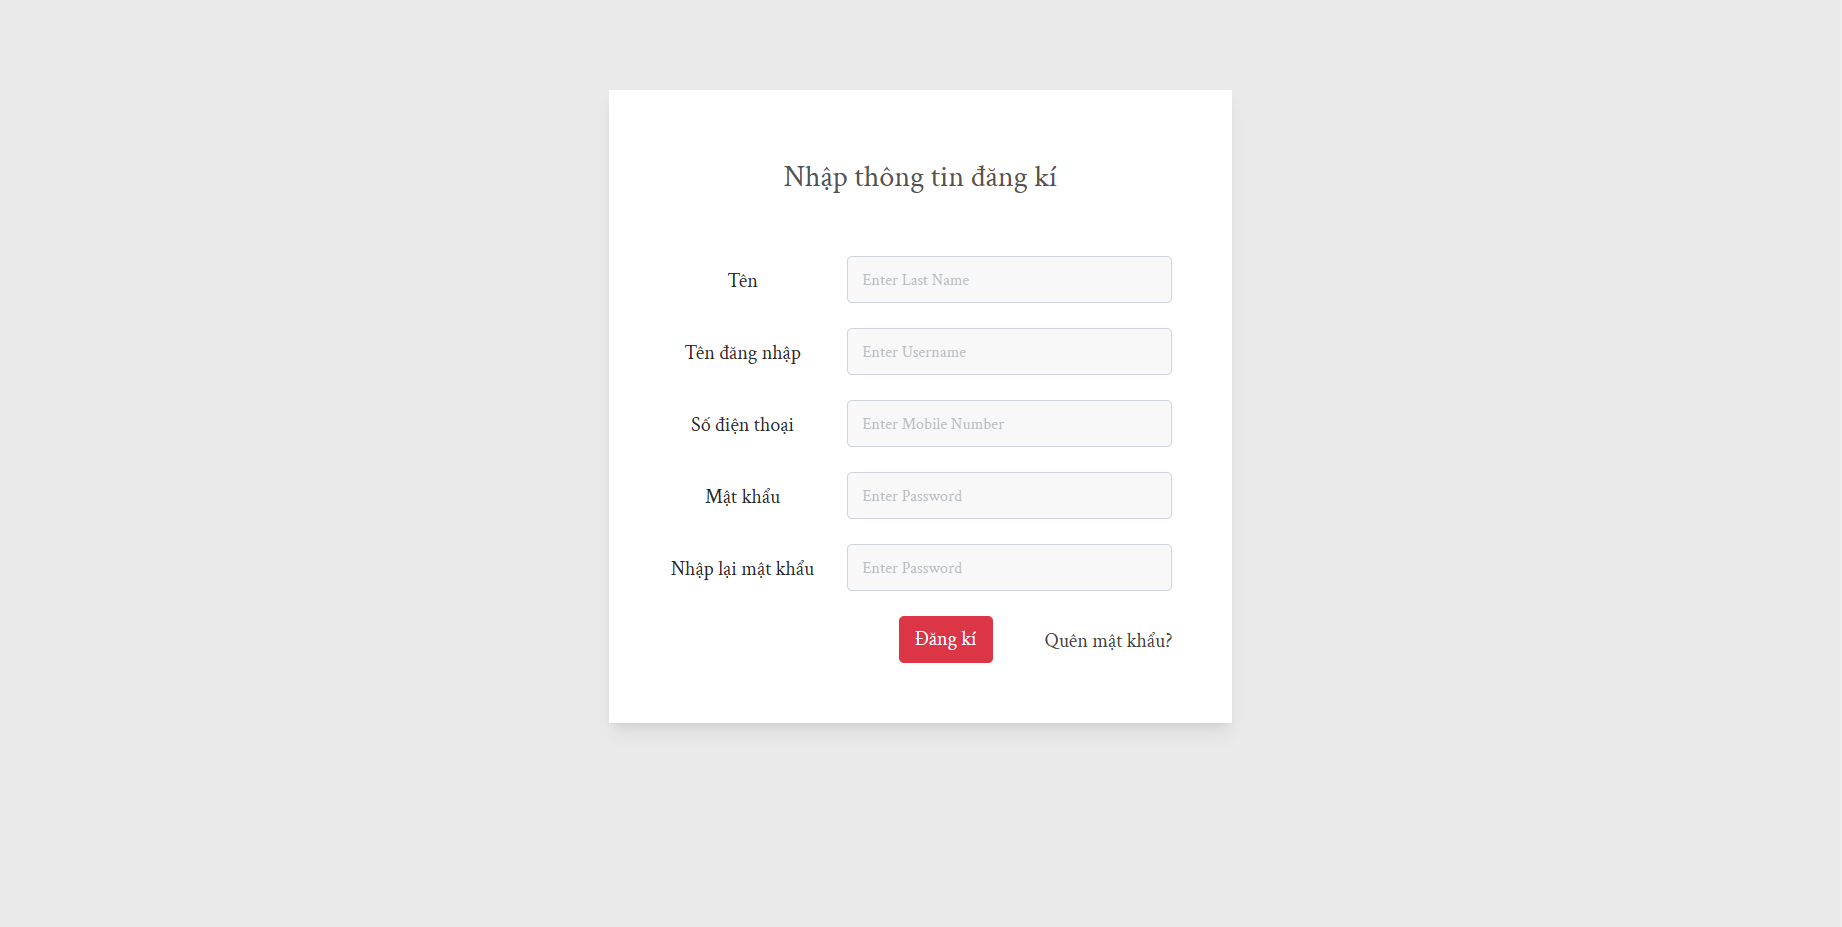 Nhập thông tin đăng kí
Tên
Enter Last Name
Tên đăng nhập
Enter Username
Số điện thoại
Enter Mobile Number
Mật khẩu
Enter Password
Nhập lại mật khẩu
Enter Password
Đăng kí
Quên mật khẩu?